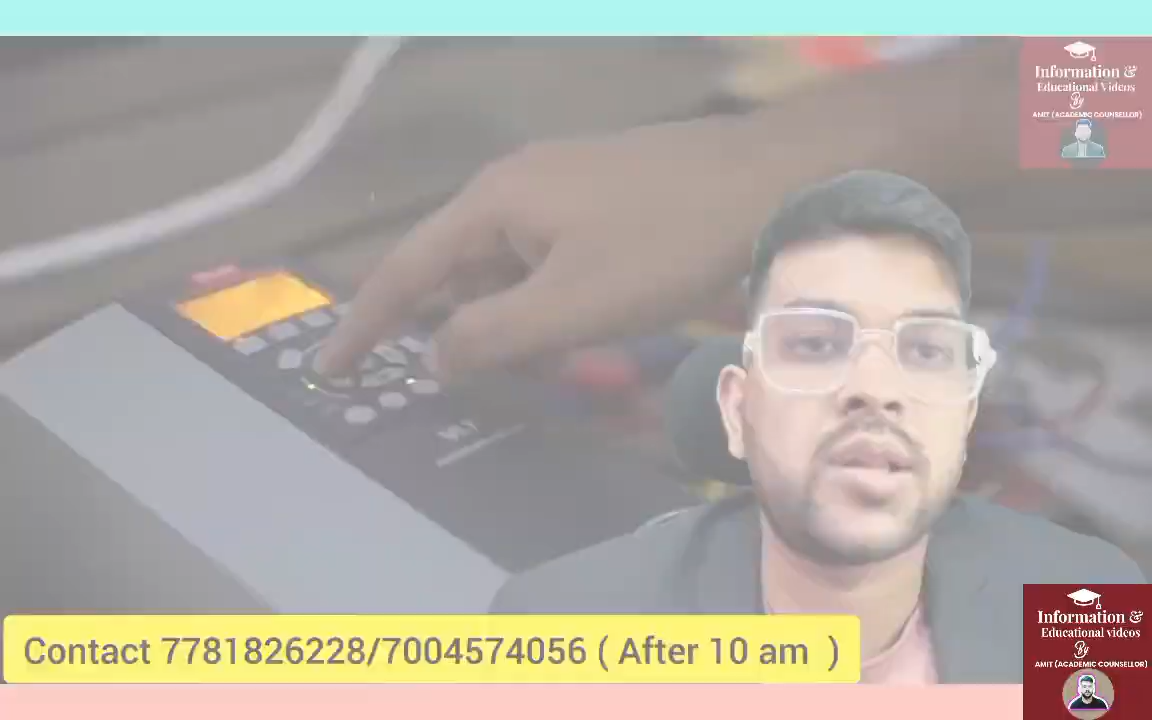 Information &
Educational Videos
By
AMIT (ACADEMIC COUNSELLOR)
Contact 7781826228/7004574056 ( After 10 am )
Information &
Educational videos
By
AMIT (ACADEMIC COUNSELLOR)